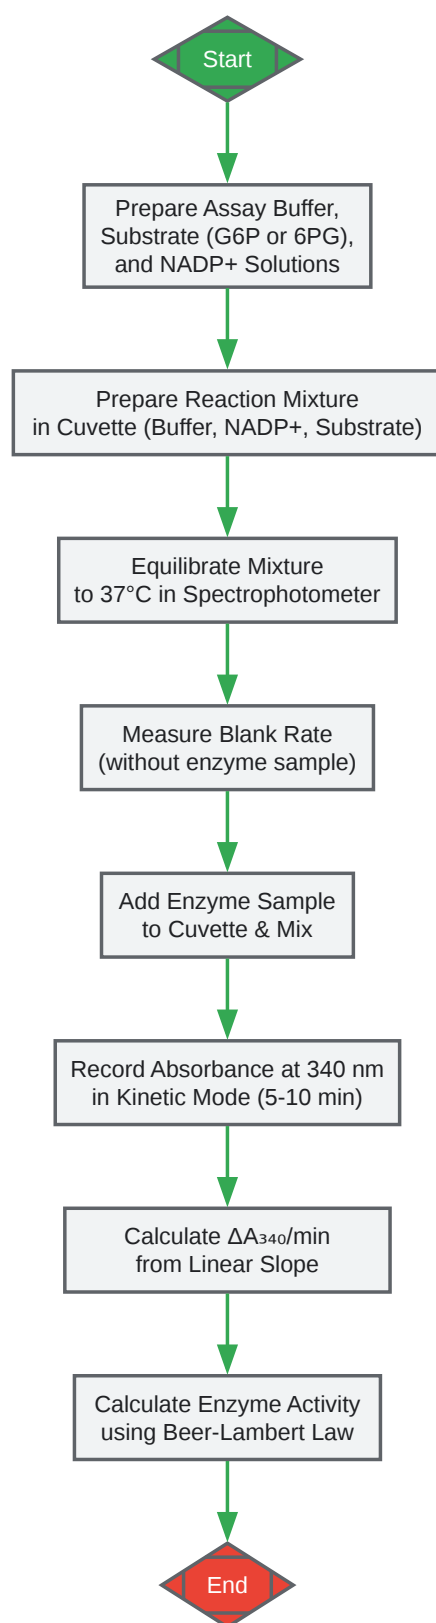 Start
Prepare Assay Buffer,
Substrate (G6P or 6PG),
and NADP+ Solutions
Prepare Reaction Mixture
in Cuvette (Buffer, NADP+, Substrate)
Equilibrate Mixture
to 37°C in Spectrophotometer
Measure Blank Rate
(without enzyme sample)
Add Enzyme Sample
to Cuvette & Mix
Record Absorbance at 340 nm
in Kinetic Mode (5-10 min)
Calculate ΔA₃₄₀/min
from Linear Slope
Calculate Enzyme Activity
using Beer-Lambert Law
End